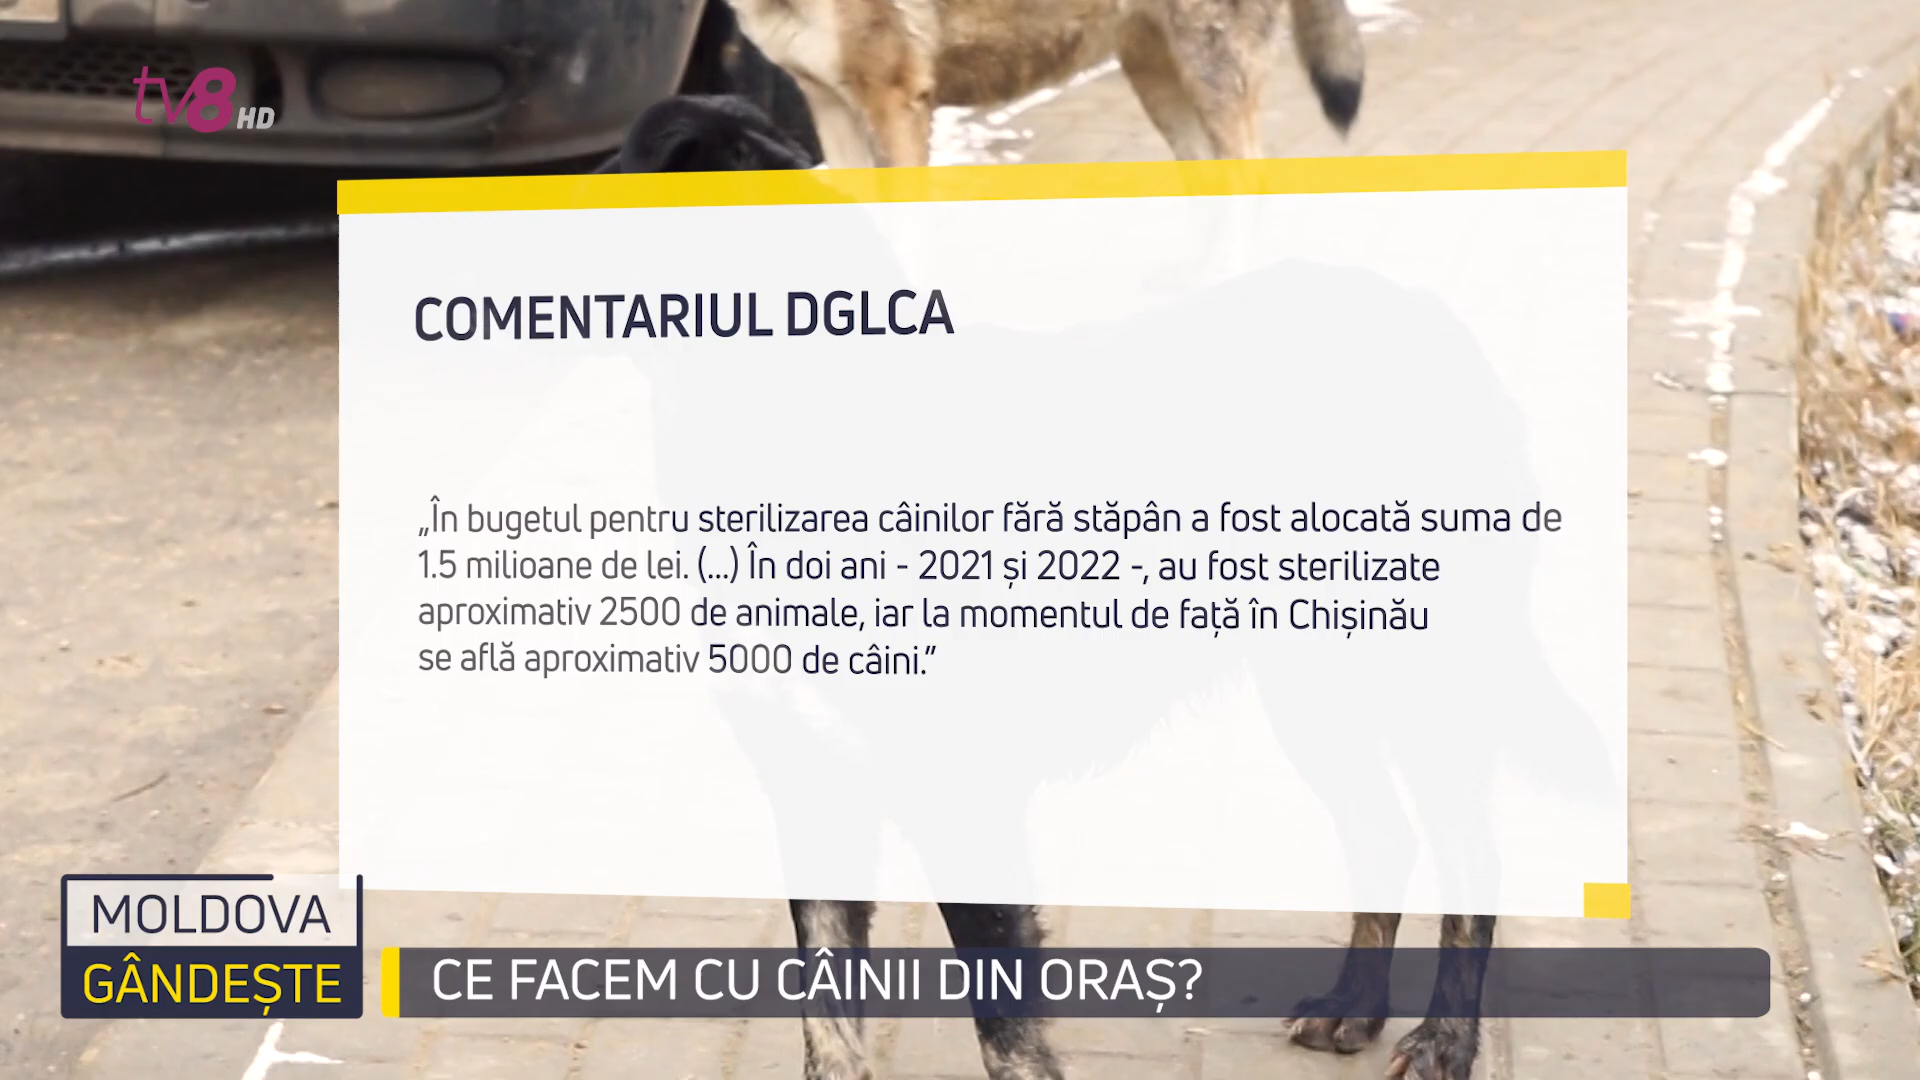 tv8 HD
COMENTARIUL DGLCA
„În bugetul pentru sterilizarea câinilor fără stăpân a fost alocată suma de
1.5 milioane de lei. (...) În doi ani - 2021 și 2022 -, au fost sterilizate
aproximativ 2500 de animale, iar la momentul de față în Chișinău
se află aproximativ 5000 de câini.”
MOLDOVA
GÂNDEȘTE
CE FACEM CU CÂINII DIN ORAȘ?